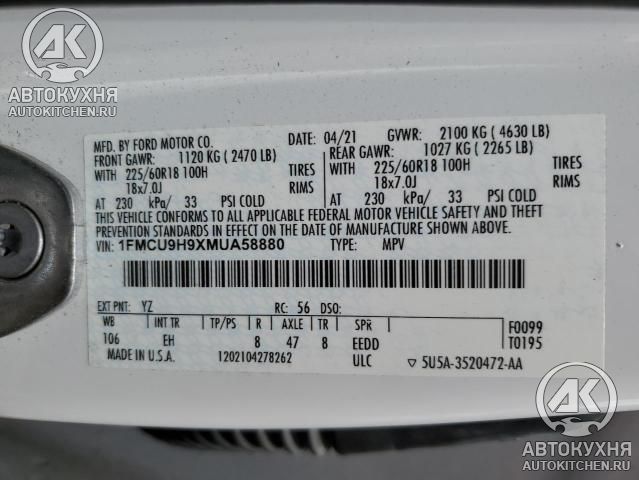 АК
АВТОКУХНЯ
AUTOKITCHEN.RU
АК
АВТОКУХНЯ
AUTOKITCHEN.RU
MFD. BY FORD MOTOR CO. DATE: 04/21 GVWR: 2100 KG ( 4630 LB)
FRONT GAWR: 1120 KG ( 2470 LB) REAR GAWR: 1027 KG ( 2265 LB)
WITH 225/60R18 100H TIRES WITH 225/60R18 100H TIRES
18x7.0J RIMS 18x7.0J RIMS
AT 230 kPa/ 33 PSI COLD AT 230 kPa/ 33 PSI COLD
THIS VEHICLE CONFORMS TO ALL APPLICABLE FEDERAL MOTOR VEHICLE SAFETY AND THEFT
PREVENTION STANDARDS IN EFFECT ON THE DATE OF MANUFACTURE SHOWN ABOVE.
VIN: 1FMCU9H9XMUA58880 TYPE: MPV
EXT PNT: YZ RC: 56 DSO: F0099
WB INT TR TP/PS R AXLE TR SPR T0195
106 EH 8 47 8 EEDD
MADE IN U.S.A. 1202104278262 ULC ▽ 5U5A-3520472-AA
АК
АВТОКУХНЯ
AUTOKITCHEN.RU